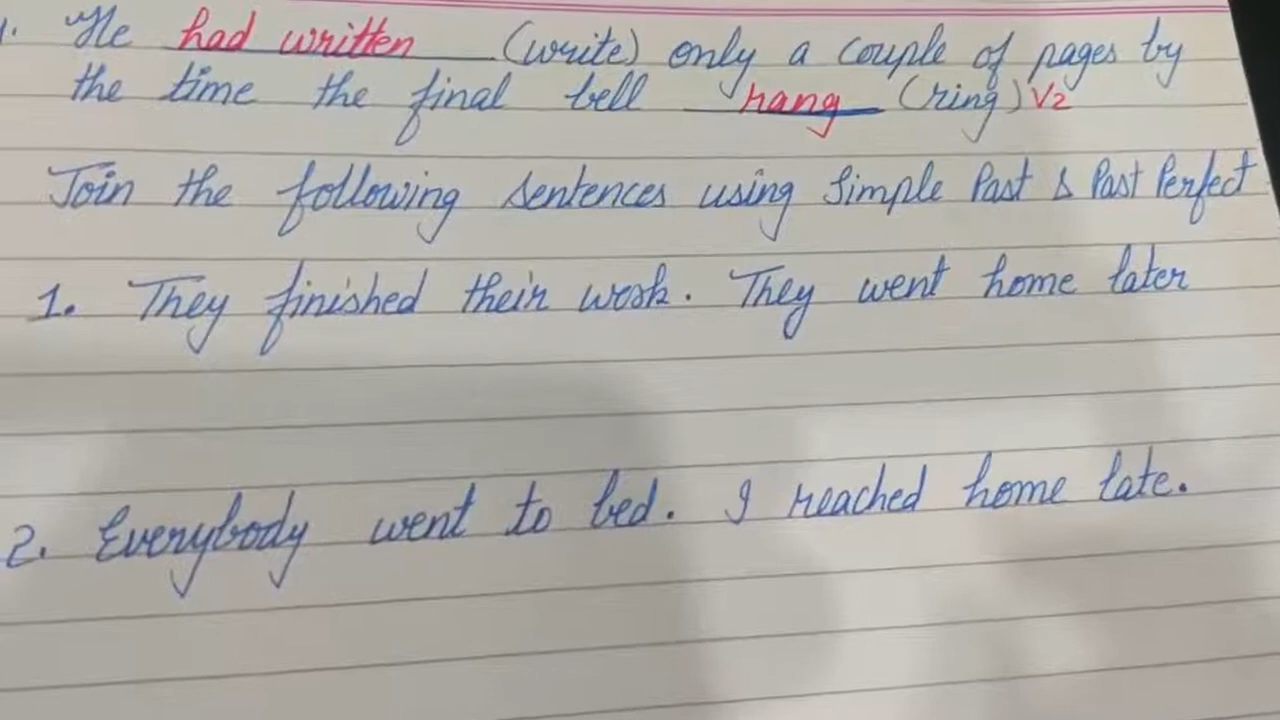 1. He had written (write) only a couple of pages by
the time the final bell rang (ring) V2
Join the following sentences using Simple Past & Past Perfect
1. They finished their work. They went home later
2. Everybody went to bed. I reached home late.